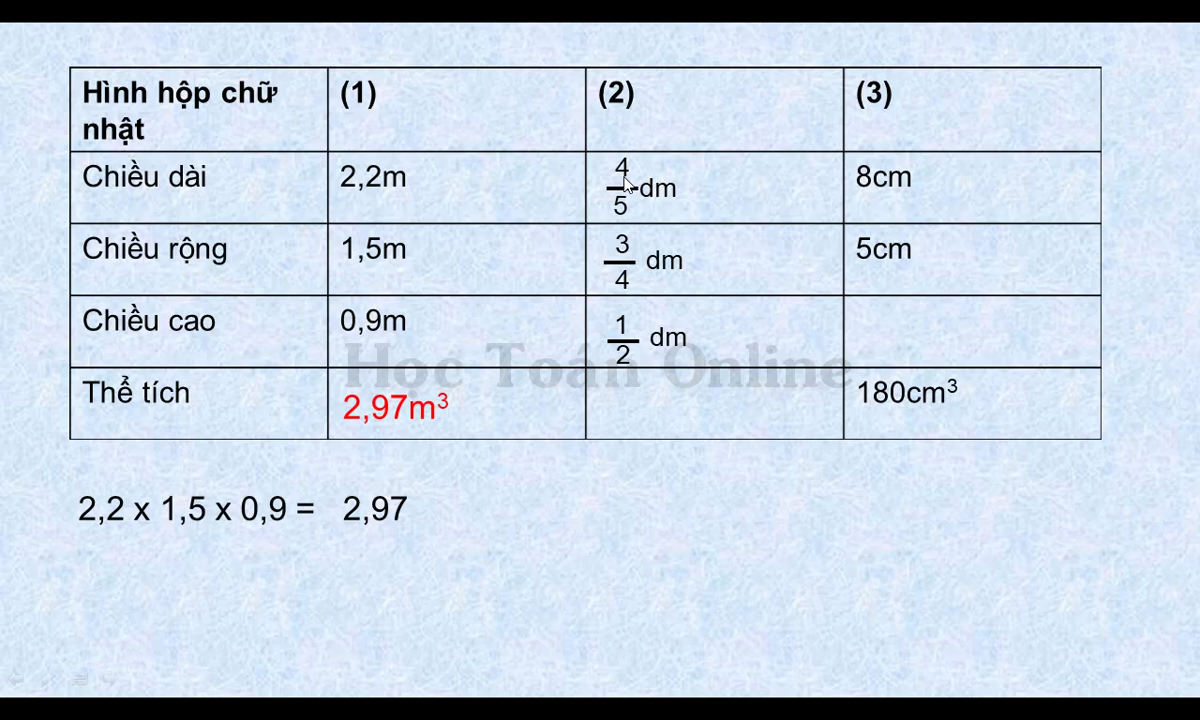 Hình hộp chữ nhật (1) (2) (3)
Chiều dài 2,2m 4/5 dm 8cm
Chiều rộng 1,5m 3/4 dm 5cm
Chiều cao 0,9m 1/2 dm
Học Toán Online
Thể tích 2,97m³ 180cm³
2,2 x 1,5 x 0,9 = 2,97